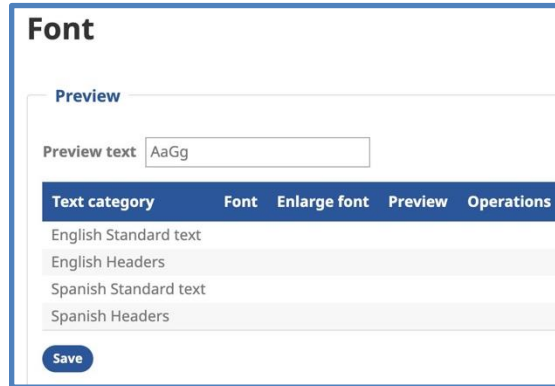 Font
Preview
Preview text AaGg
Text category Font Enlarge font Preview Operations
English Standard text
English Headers
Spanish Standard text
Spanish Headers
Save